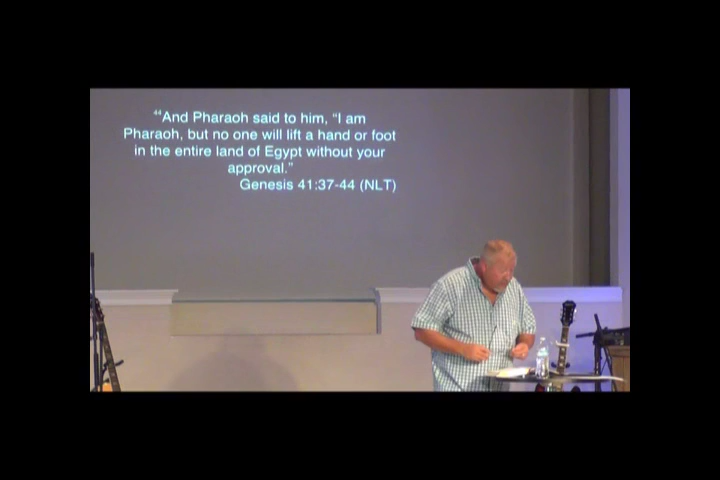 ““And Pharaoh said to him, “I am
Pharaoh, but no one will lift a hand or foot
in the entire land of Egypt without your
approval.”
Genesis 41:37-44 (NLT)